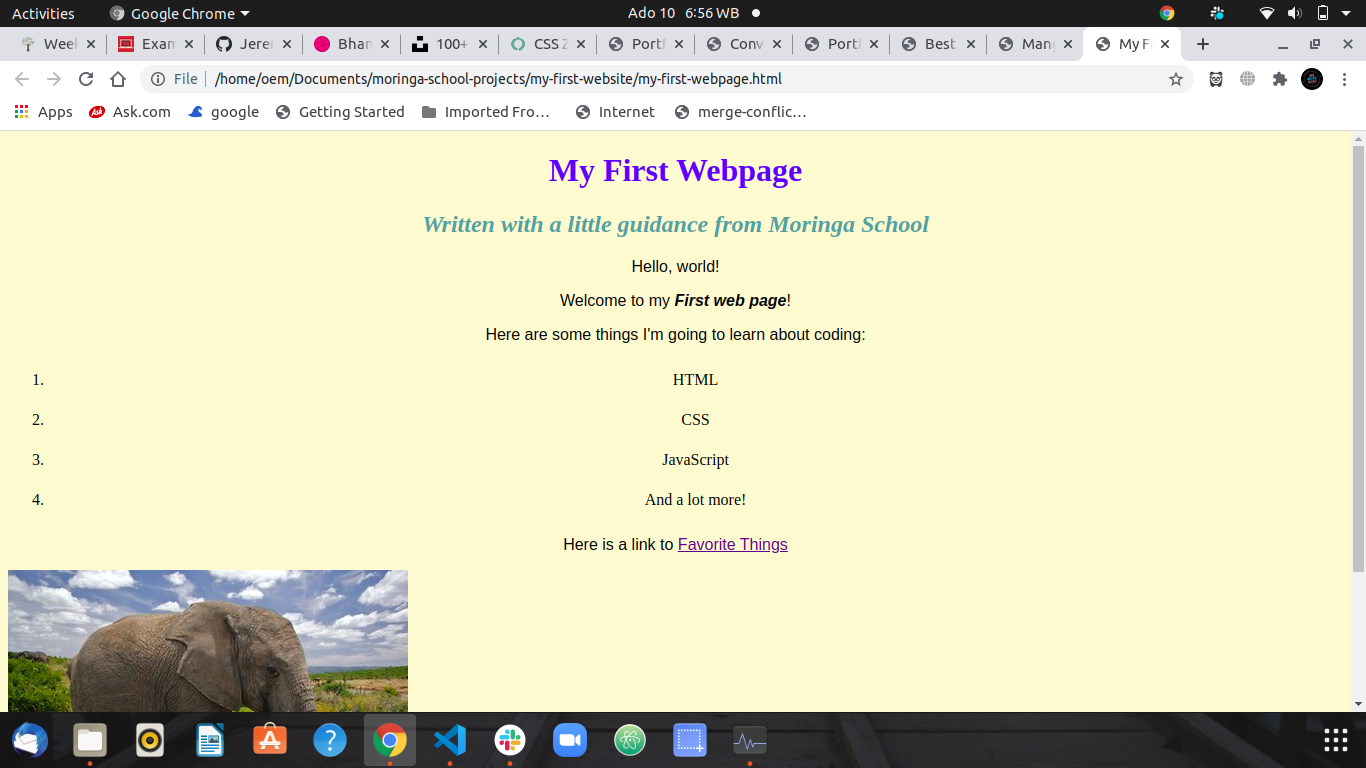 Activities Google Chrome Ado 10 6:56 WB
Week Exam Jerer Bhan 100+ CSS Z Portf Conv Portf Best Mang My Fi
File /home/oem/Documents/moringa-school-projects/my-first-website/my-first-webpage.html
Apps Ask Ask.com google Getting Started Imported Fro… Internet merge-conflic…
My First Webpage
Written with a little guidance from Moringa School
Hello, world!
Welcome to my First web page!
Here are some things I'm going to learn about coding:
1. HTML
2. CSS
3. JavaScript
4. And a lot more!
Here is a link to Favorite Things